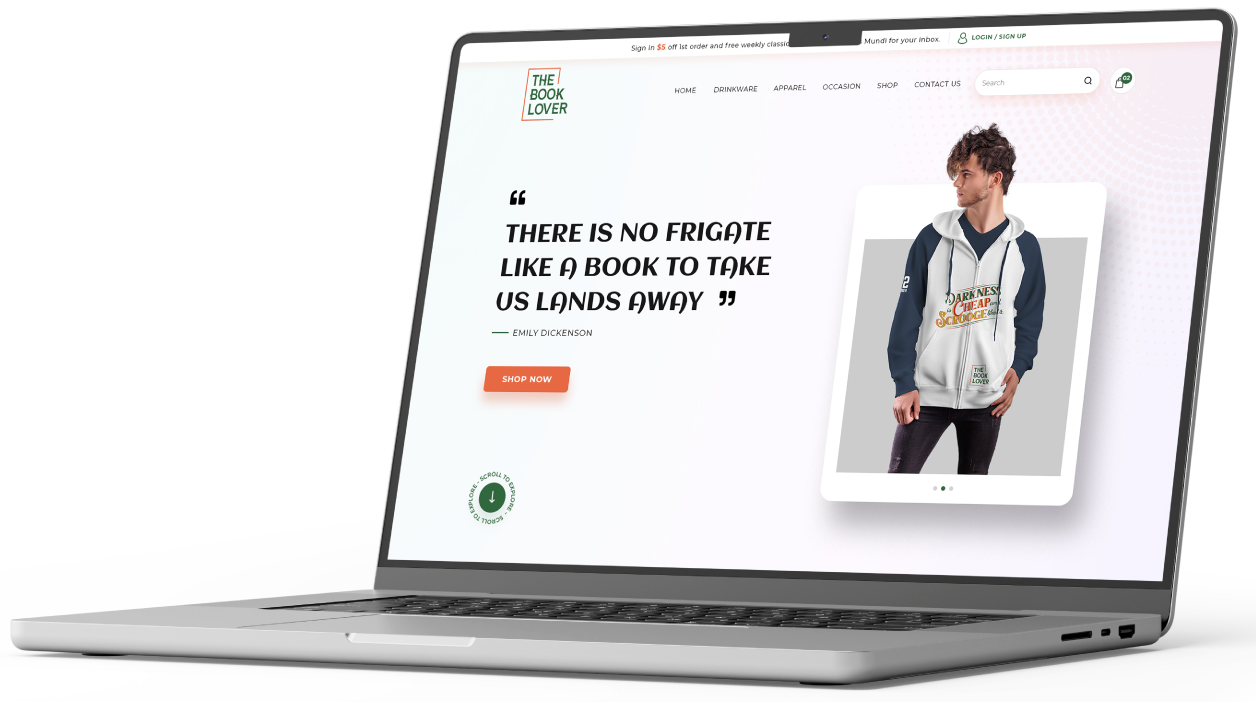 Sign in $5 off 1st order and free weekly classic
Mundi for your inbox.
LOGIN / SIGN UP
THE
BOOK
LOVER
HOME
DRINKWARE
APPAREL
OCCASION
SHOP
CONTACT US
Search
02
“
THERE IS NO FRIGATE
LIKE A BOOK TO TAKE
US LANDS AWAY ”
EMILY DICKENSON
SHOP NOW
DARKNESS
is CHEAP and
SCROOGE
THE
BOOK
LOVER
SCROLL TO EXPLORE - SCROLL TO EXPLORE -